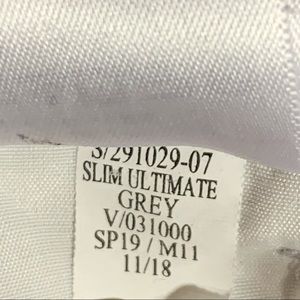 S/291029-07
SLIM ULTIMATE
GREY
V/031000
SP19 / M11
11/18